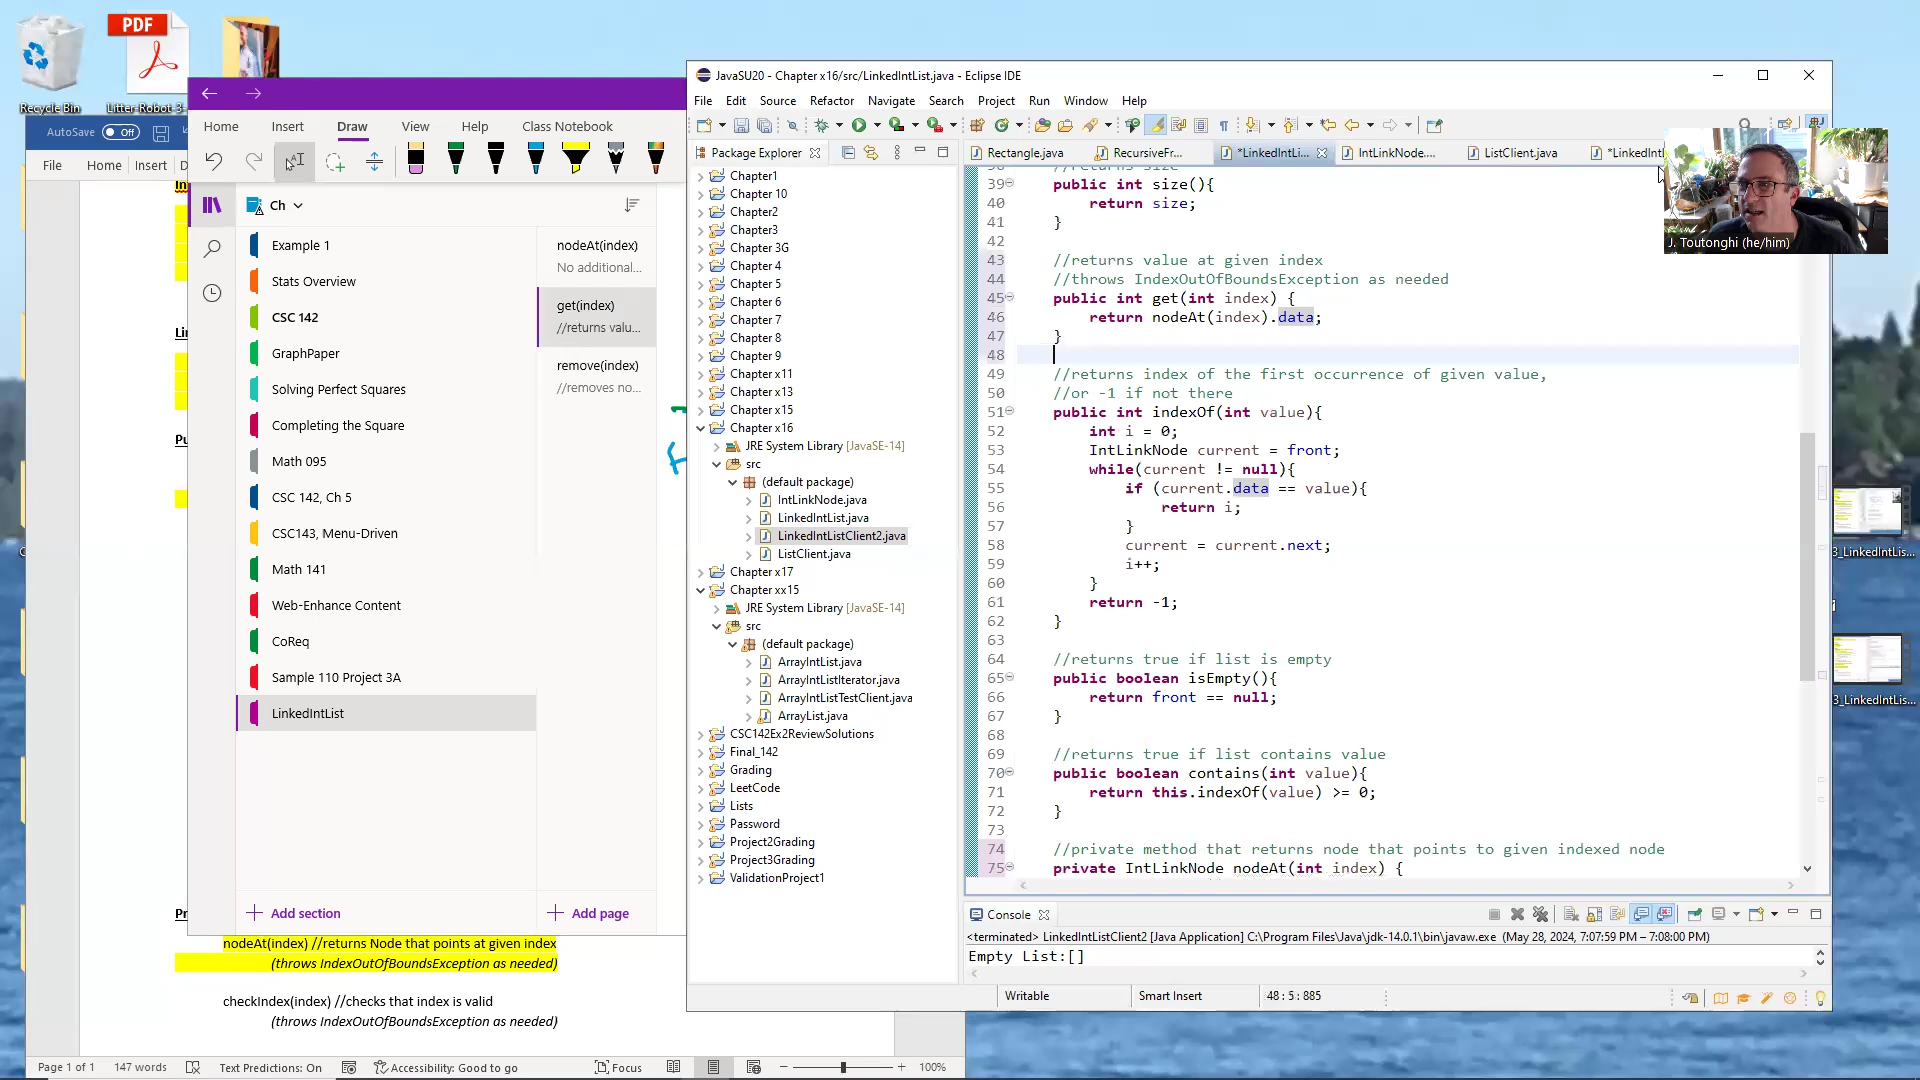 PDF
Recycle Bin
Litter-Robot-3-
AutoSave
Off
File
Home
Insert
D
Home
Insert
Draw
View
Help
Class Notebook
Ch
Example 1
Stats Overview
CSC 142
GraphPaper
Solving Perfect Squares
Completing the Square
Math 095
CSC 142, Ch 5
CSC143, Menu-Driven
Math 141
Web-Enhance Content
CoReq
Sample 110 Project 3A
LinkedIntList
Add section
nodeAt(index)
No additional...
get(index)
//returns valu...
remove(index)
//removes no...
Add page
Pu
nodeAt(index) //returns Node that points at given index
(throws IndexOutOfBoundsException as needed)
checkIndex(index) //checks that index is valid
(throws IndexOutOfBoundsException as needed)
Page 1 of 1
147 words
Text Predictions: On
Accessibility: Good to go
Focus
100%
JavaSU20 - Chapter x16/src/LinkedIntList.java - Eclipse IDE
File
Edit
Source
Refactor
Navigate
Search
Project
Run
Window
Help
Package Explorer
Chapter1
Chapter 10
Chapter2
Chapter3
Chapter 3G
Chapter 4
Chapter 5
Chapter 6
Chapter 7
Chapter 8
Chapter 9
Chapter x11
Chapter x13
Chapter x15
Chapter x16
JRE System Library [JavaSE-14]
src
(default package)
IntLinkNode.java
LinkedIntList.java
LinkedIntListClient2.java
ListClient.java
Chapter x17
Chapter xx15
JRE System Library [JavaSE-14]
src
(default package)
ArrayIntList.java
ArrayIntListIterator.java
ArrayIntListTestClient.java
ArrayList.java
CSC142Ex2ReviewSolutions
Final_142
Grading
LeetCode
Lists
Password
Project2Grading
Project3Grading
ValidationProject1
Rectangle.java
RecursiveFr...
*LinkedIntLi...
IntLinkNode....
ListClient.java
*LinkedInt
39 public int size(){
40 return size;
41 }
42
43 //returns value at given index
44 //throws IndexOutOfBoundsException as needed
45 public int get(int index) {
46 return nodeAt(index).data;
47 }
48
49 //returns index of the first occurrence of given value,
50 //or -1 if not there
51 public int indexOf(int value){
52 int i = 0;
53 IntLinkNode current = front;
54 while(current != null){
55 if (current.data == value){
56 return i;
57 }
58 current = current.next;
59 i++;
60 }
61 return -1;
62 }
63
64 //returns true if list is empty
65 public boolean isEmpty(){
66 return front == null;
67 }
68
69 //returns true if list contains value
70 public boolean contains(int value){
71 return this.indexOf(value) >= 0;
72 }
73
74 //private method that returns node that points to given indexed node
75 private IntLinkNode nodeAt(int index) {
Console
<terminated> LinkedIntListClient2 [Java Application] C:\Program Files\Java\jdk-14.0.1\bin\javaw.exe (May 28, 2024, 7:07:59 PM – 7:08:00 PM)
Empty List:[]
Writable
Smart Insert
48 : 5 : 885
J. Toutonghi (he/him)
3_LinkedIntLis...
3_LinkedIntLis...